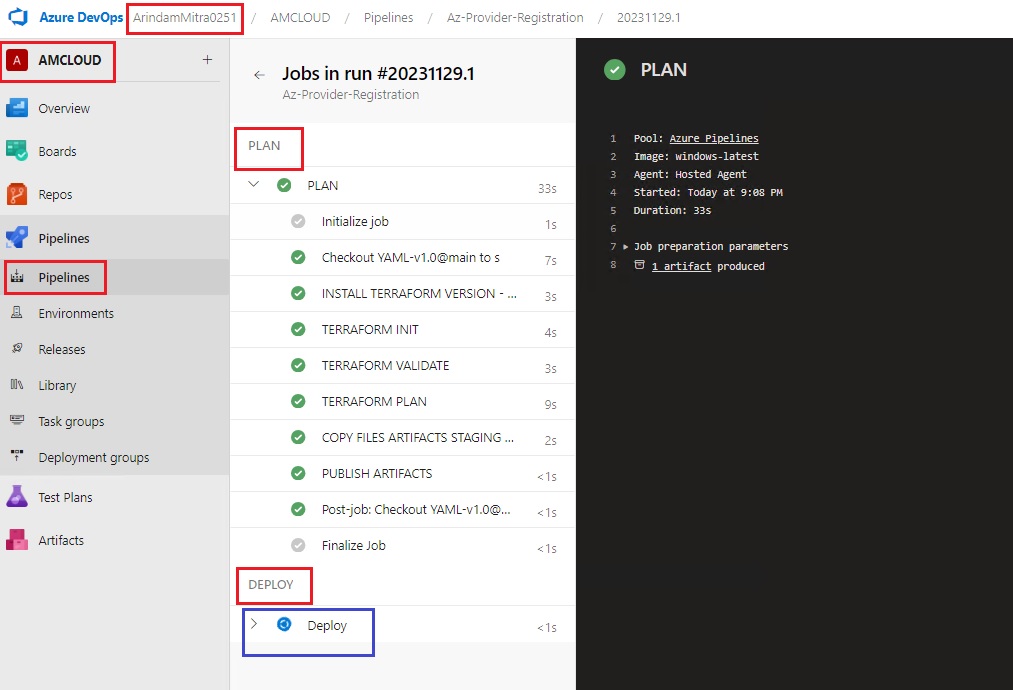 Azure DevOps ArindamMitra0251 / AMCLOUD / Pipelines / Az-Provider-Registration / 20231129.1
A AMCLOUD +
Overview
Boards
Repos
Pipelines
Pipelines
Environments
Releases
Library
Task groups
Deployment groups
Test Plans
Artifacts
← Jobs in run #20231129.1
Az-Provider-Registration
PLAN
PLAN 33s
Initialize job 1s
Checkout YAML-v1.0@main to s 7s
INSTALL TERRAFORM VERSION - ... 3s
TERRAFORM INIT 4s
TERRAFORM VALIDATE 3s
TERRAFORM PLAN 9s
COPY FILES ARTIFACTS STAGING ... 2s
PUBLISH ARTIFACTS <1s
Post-job: Checkout YAML-v1.0@... <1s
Finalize Job <1s
DEPLOY
Deploy <1s
PLAN
1 Pool: Azure Pipelines
2 Image: windows-latest
3 Agent: Hosted Agent
4 Started: Today at 9:08 PM
5 Duration: 33s
6
7 ▸ Job preparation parameters
8 1 artifact produced